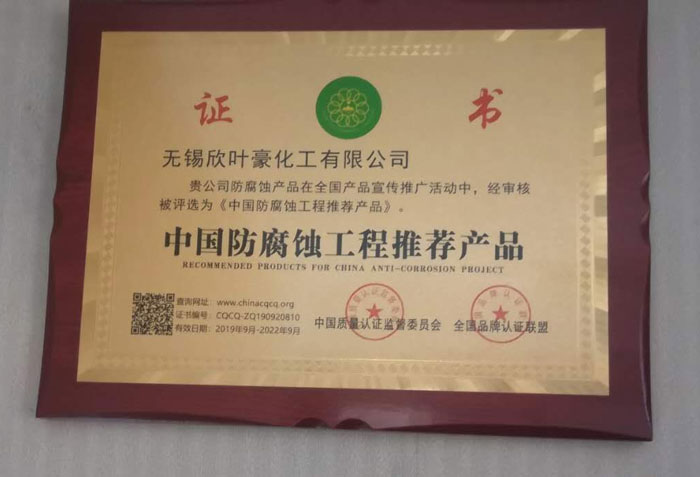 证 书
无锡欣叶豪化工有限公司
贵公司防腐蚀产品在全国产品宣传推广活动中，经审核
被评选为《中国防腐蚀工程推荐产品》。
中国防腐蚀工程推荐产品
RECOMMENDED PRODUCTS FOR CHINA ANTI-CORROSION PROJECT
查询网址：www.chinacqcq.org
证书编号：CQCQ-ZQ190920810
有效日期：2019年9月-2022年9月
中国质量认证监督委员会 全国品牌认证联盟